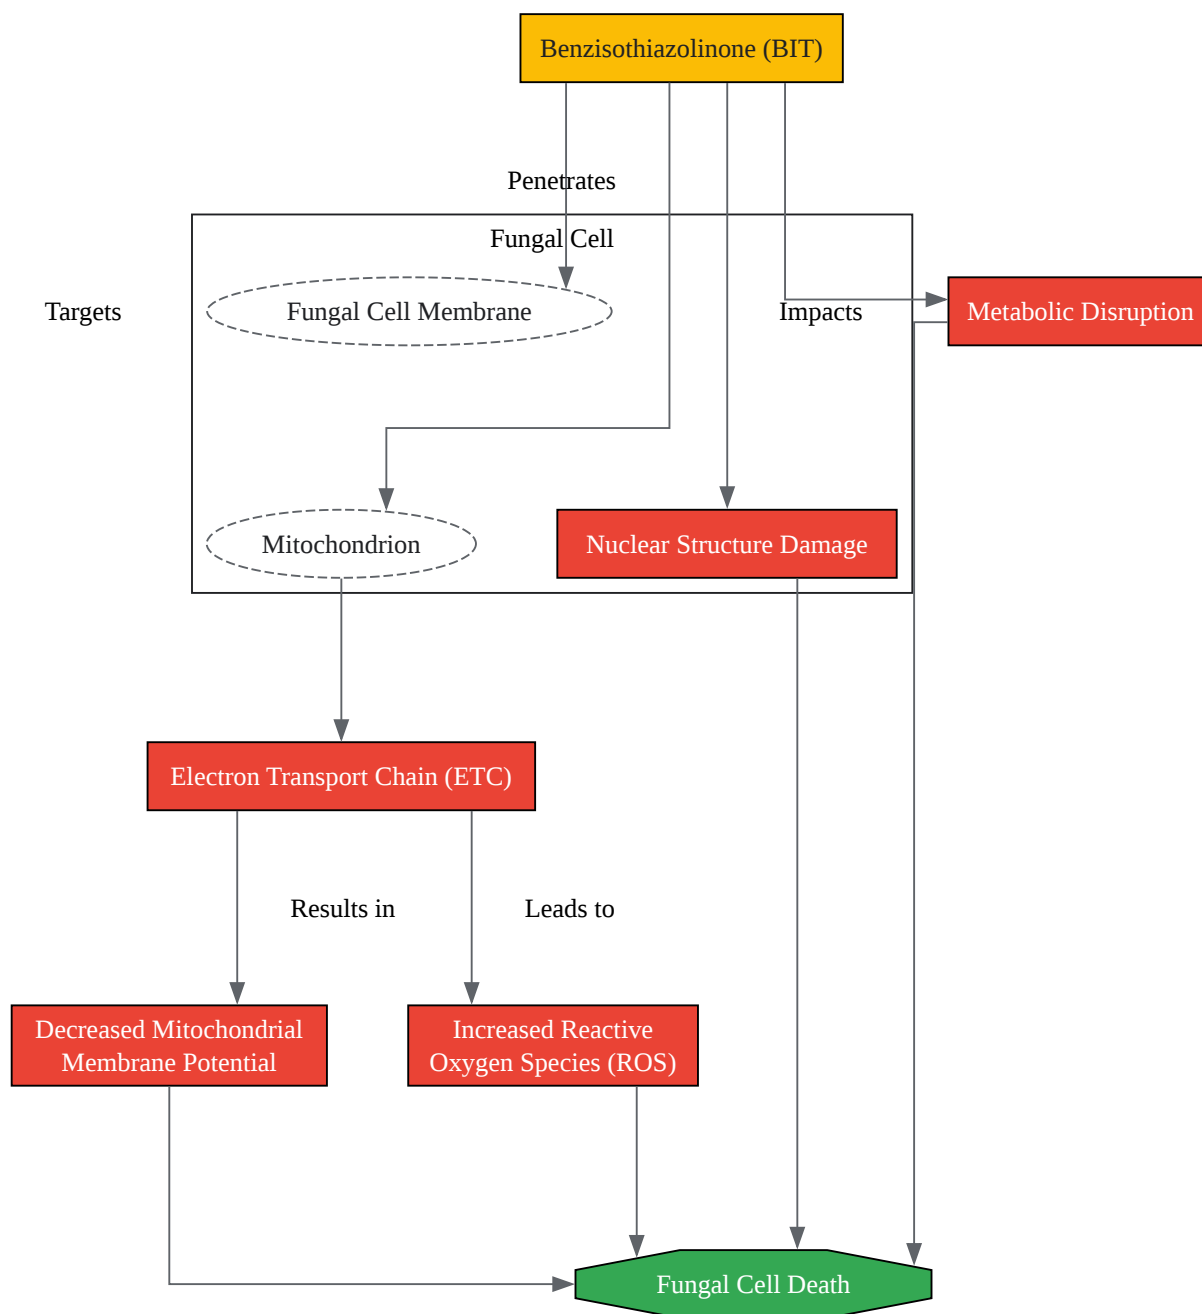 Benzisothiazolinone (BIT)
Penetrates
Fungal Cell
Targets
Fungal Cell Membrane
Impacts
Metabolic Disruption
Mitochondrion
Nuclear Structure Damage
Electron Transport Chain (ETC)
Results in
Leads to
Decreased Mitochondrial
Membrane Potential
Increased Reactive
Oxygen Species (ROS)
Fungal Cell Death